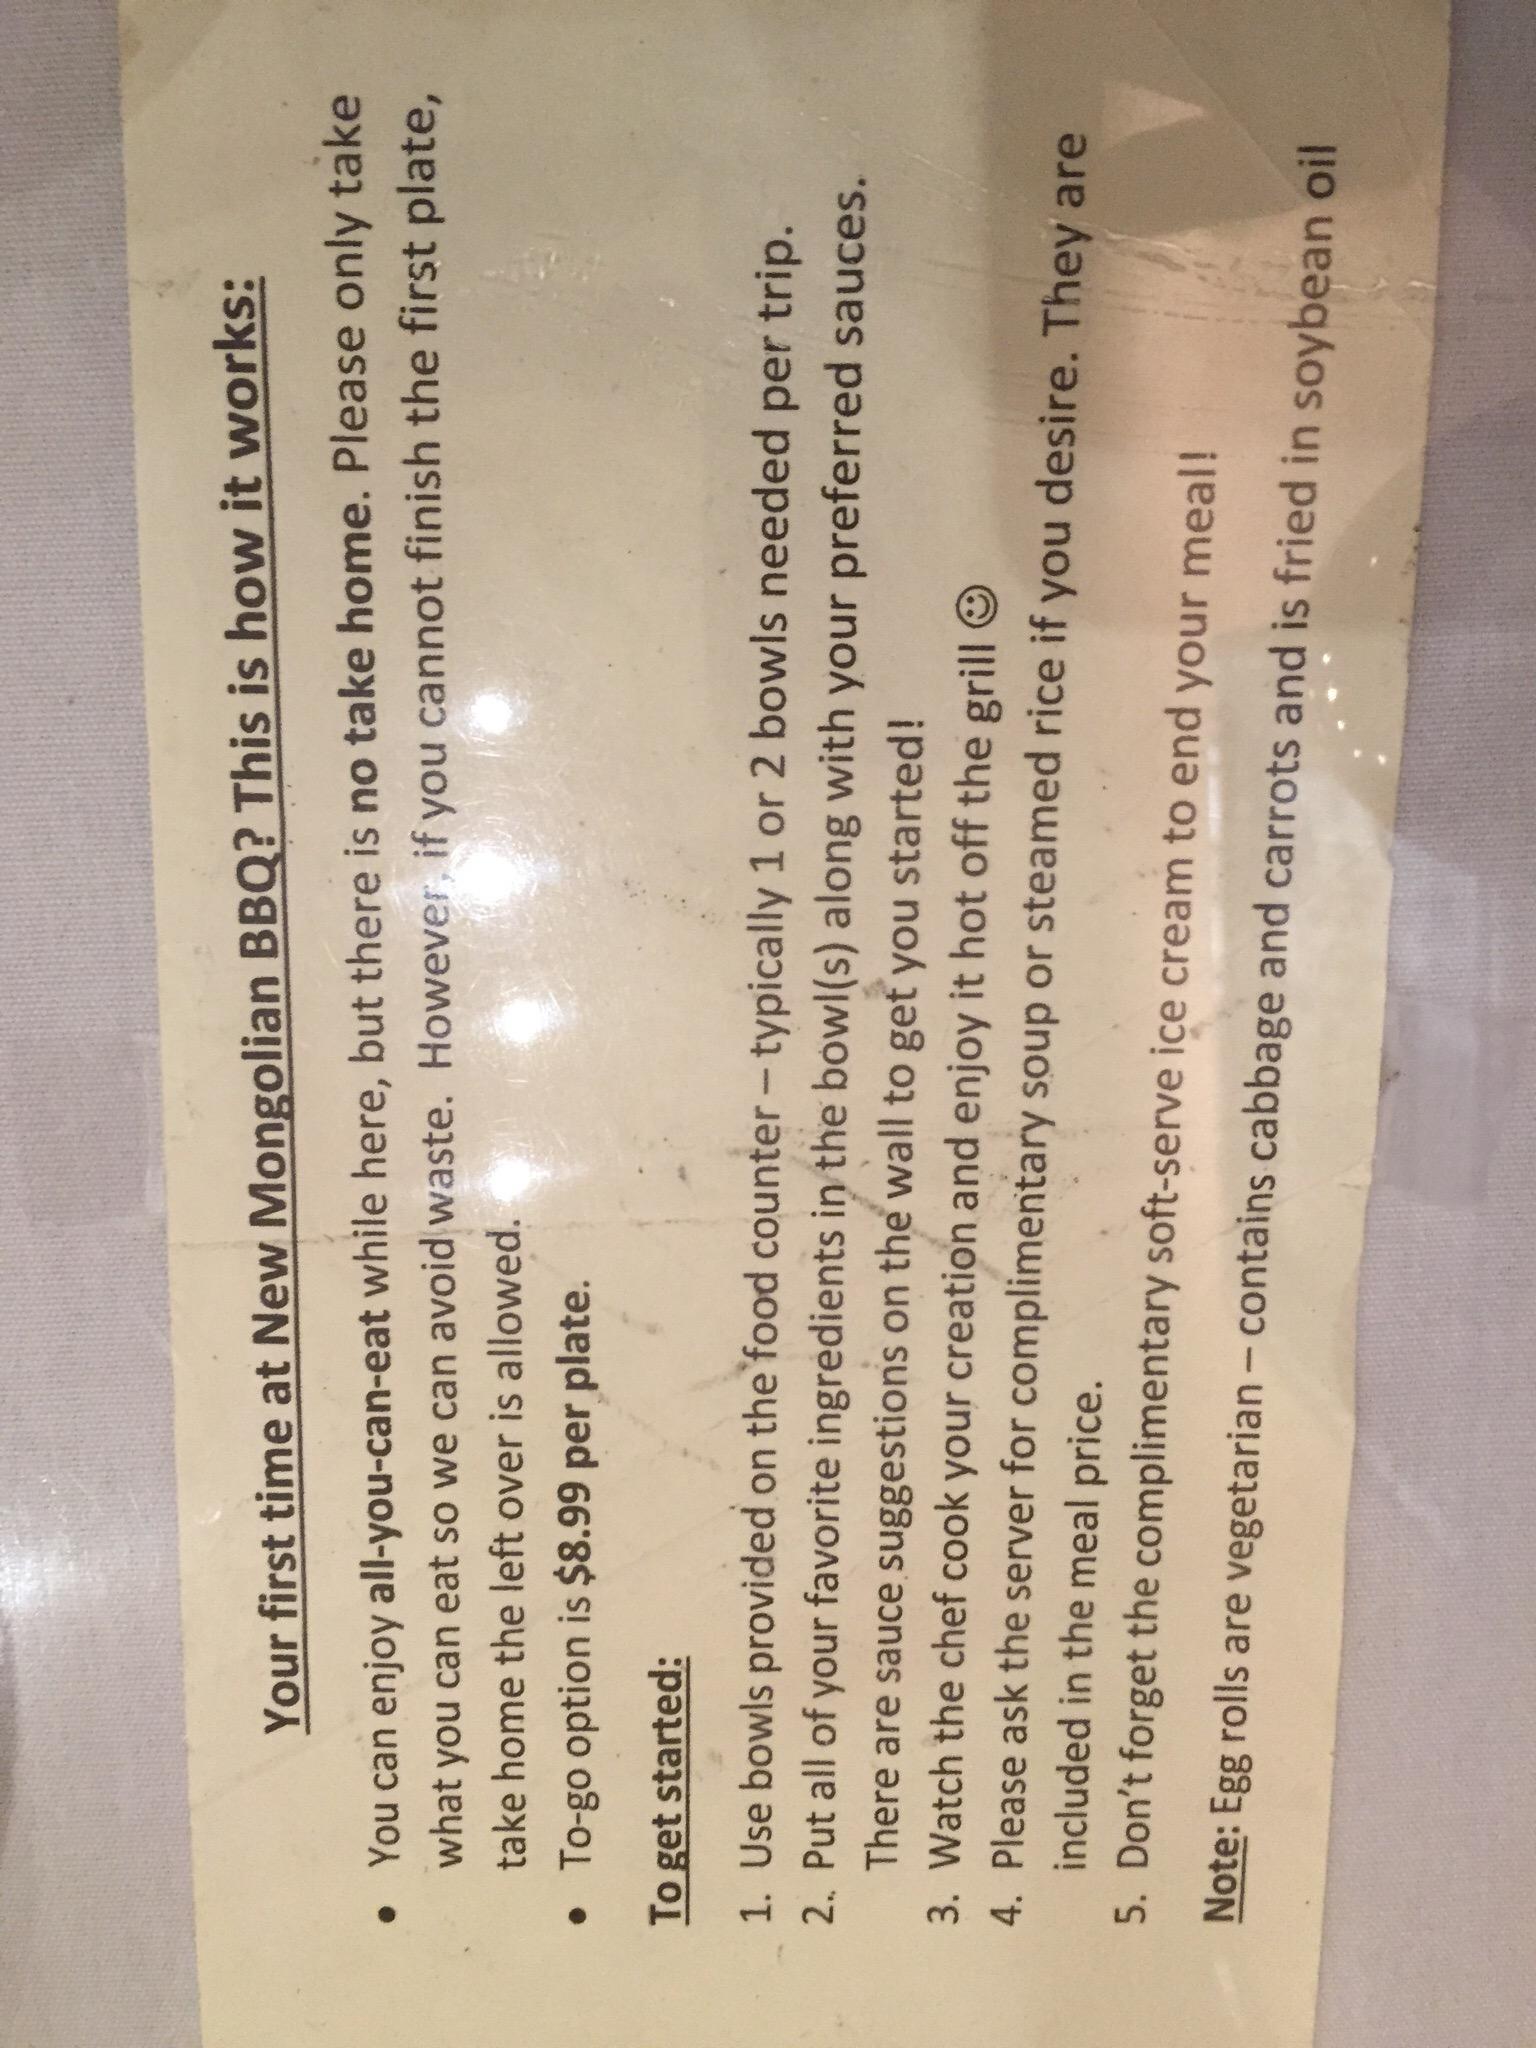 Your first time at New Mongolian BBQ? This is how it works:
• You can enjoy all-you-can-eat while here, but there is no take home. Please only take
what you can eat so we can avoid waste. However, if you cannot finish the first plate,
take home the left over is allowed.
• To-go option is $8.99 per plate.
To get started:
1. Use bowls provided on the food counter – typically 1 or 2 bowls needed per trip.
2. Put all of your favorite ingredients in the bowl(s) along with your preferred sauces.
There are sauce suggestions on the wall to get you started!
3. Watch the chef cook your creation and enjoy it hot off the grill ☺
4. Please ask the server for complimentary soup or steamed rice if you desire. They are
included in the meal price.
5. Don't forget the complimentary soft-serve ice cream to end your meal!
Note: Egg rolls are vegetarian – contains cabbage and carrots and is fried in soybean oil